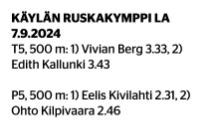 KÄYLÄN RUSKAKYMPPI LA
7.9.2024
T5, 500 m: 1) Vivian Berg 3.33, 2)
Edith Kallunki 3.43
P5, 500 m: 1) Eelis Kivilahti 2.31, 2)
Ohto Kilpivaara 2.46